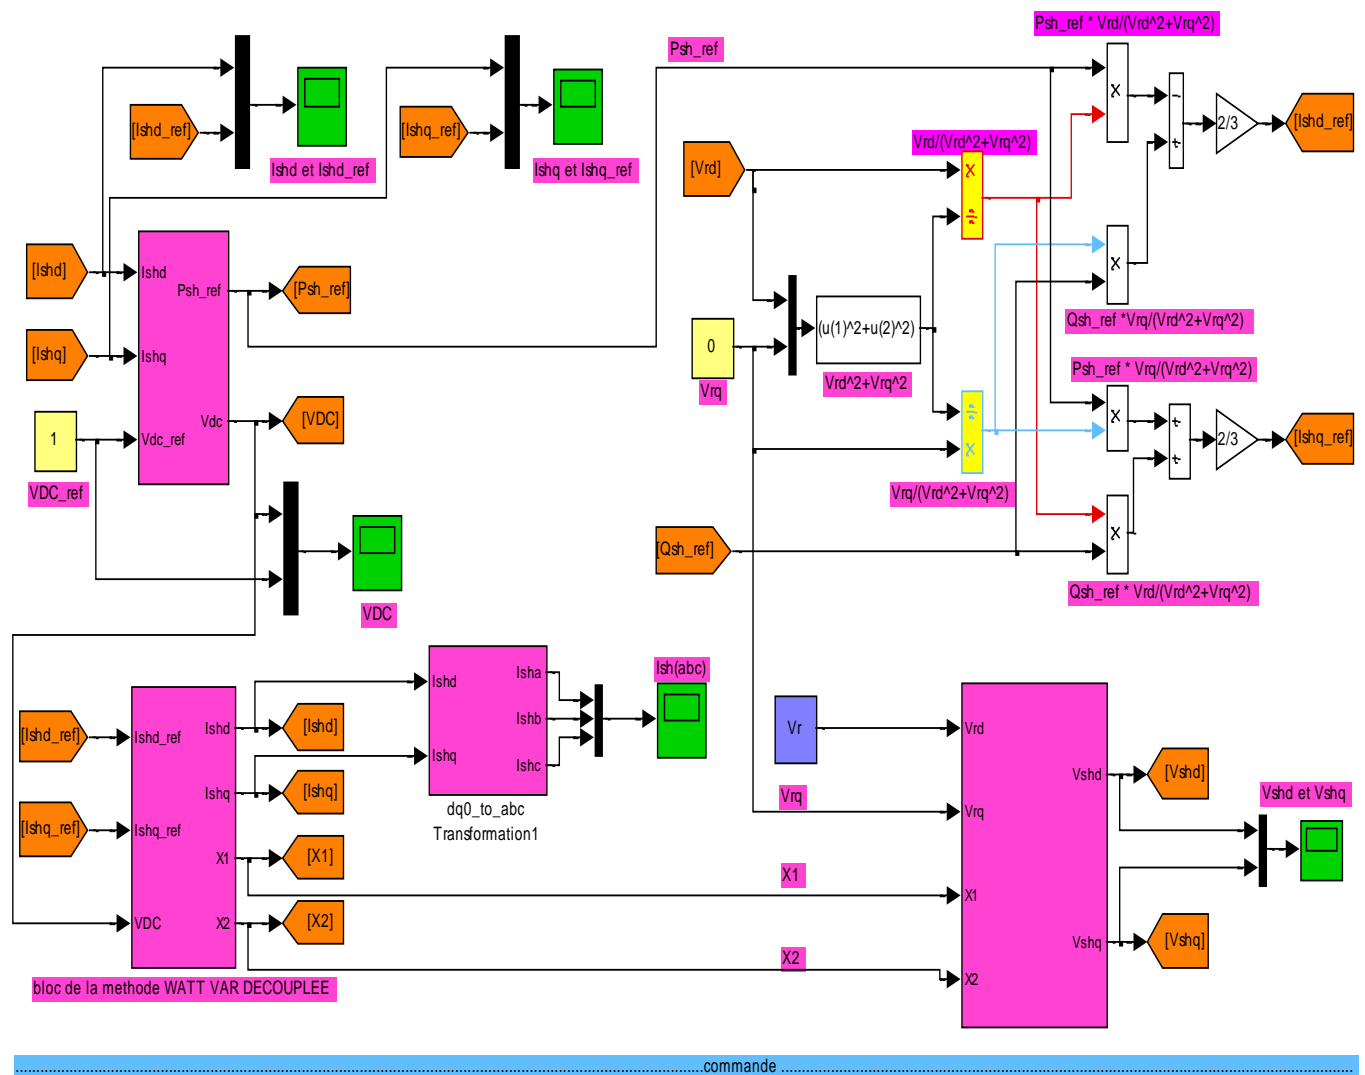 Psh_ref * Vrd/(Vrd^2+Vrq^2)
Psh_ref
[Ishd_ref]
[Ishq_ref]
Ishd et Ishd_ref
Ishq et Ishq_ref
[Vrd]
Vrd/(Vrd^2+Vrq^2)
×
÷
×
-
+
2/3
[Ishd_ref]
×
Qsh_ref *Vrq/(Vrd^2+Vrq^2)
[Ishd]
[Ishq]
1
VDC_ref
Ishd
Ishq
Vdc_ref
Psh_ref
Vdc
[Psh_ref]
[VDC]
VDC
0
Vrq
(u(1)^2+u(2)^2)
Vrd^2+Vrq^2
÷
×
Vrq/(Vrd^2+Vrq^2)
Psh_ref * Vrq/(Vrd^2+Vrq^2)
×
+
+
2/3
[Ishq_ref]
[Qsh_ref]
×
Qsh_ref * Vrd/(Vrd^2+Vrq^2)
[Ishd_ref]
[Ishq_ref]
Ishd_ref
Ishq_ref
VDC
Ishd
Ishq
X1
X2
[Ishd]
[Ishq]
[X1]
[X2]
bloc de la methode WATT VAR DECOUPLEE
Ishd
Ishq
Isha
Ishb
Ishc
dq0_to_abc
Transformation1
Ish(abc)
Vr
Vrq
X1
X2
Vrd
Vrq
X1
X2
Vshd
Vshq
[Vshd]
[Vshq]
Vshd et Vshq
commande